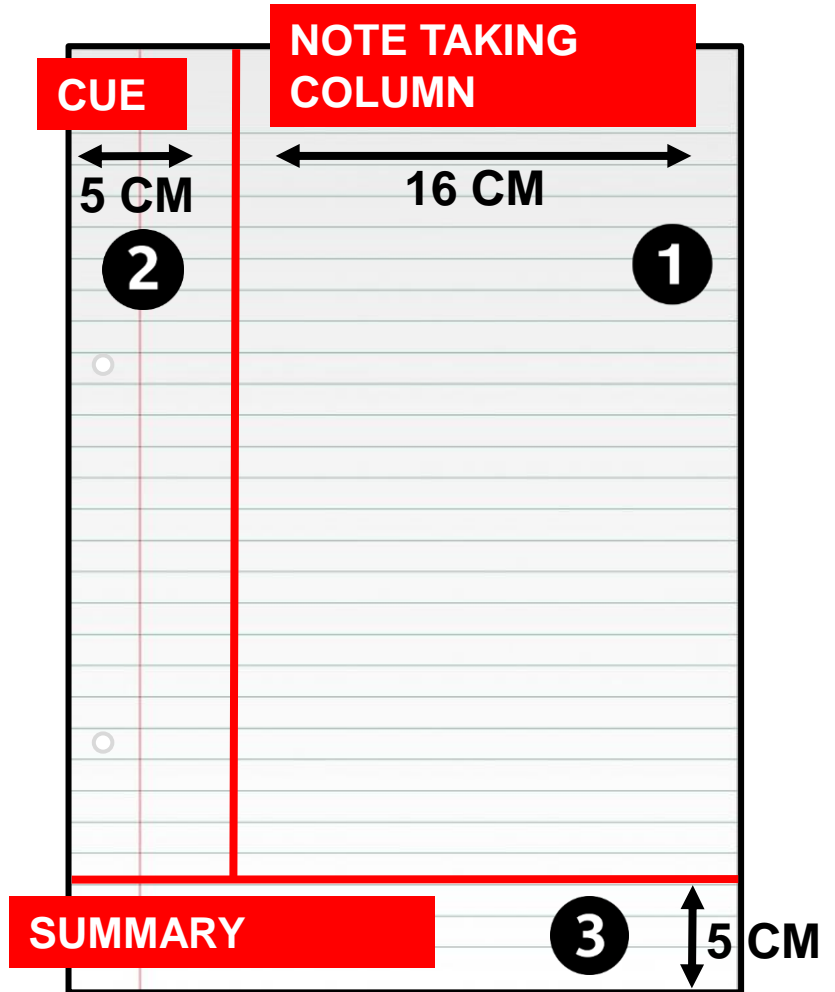 NOTE TAKING
COLUMN
CUE
5 CM
16 CM
2
1
SUMMARY
3
5 CM